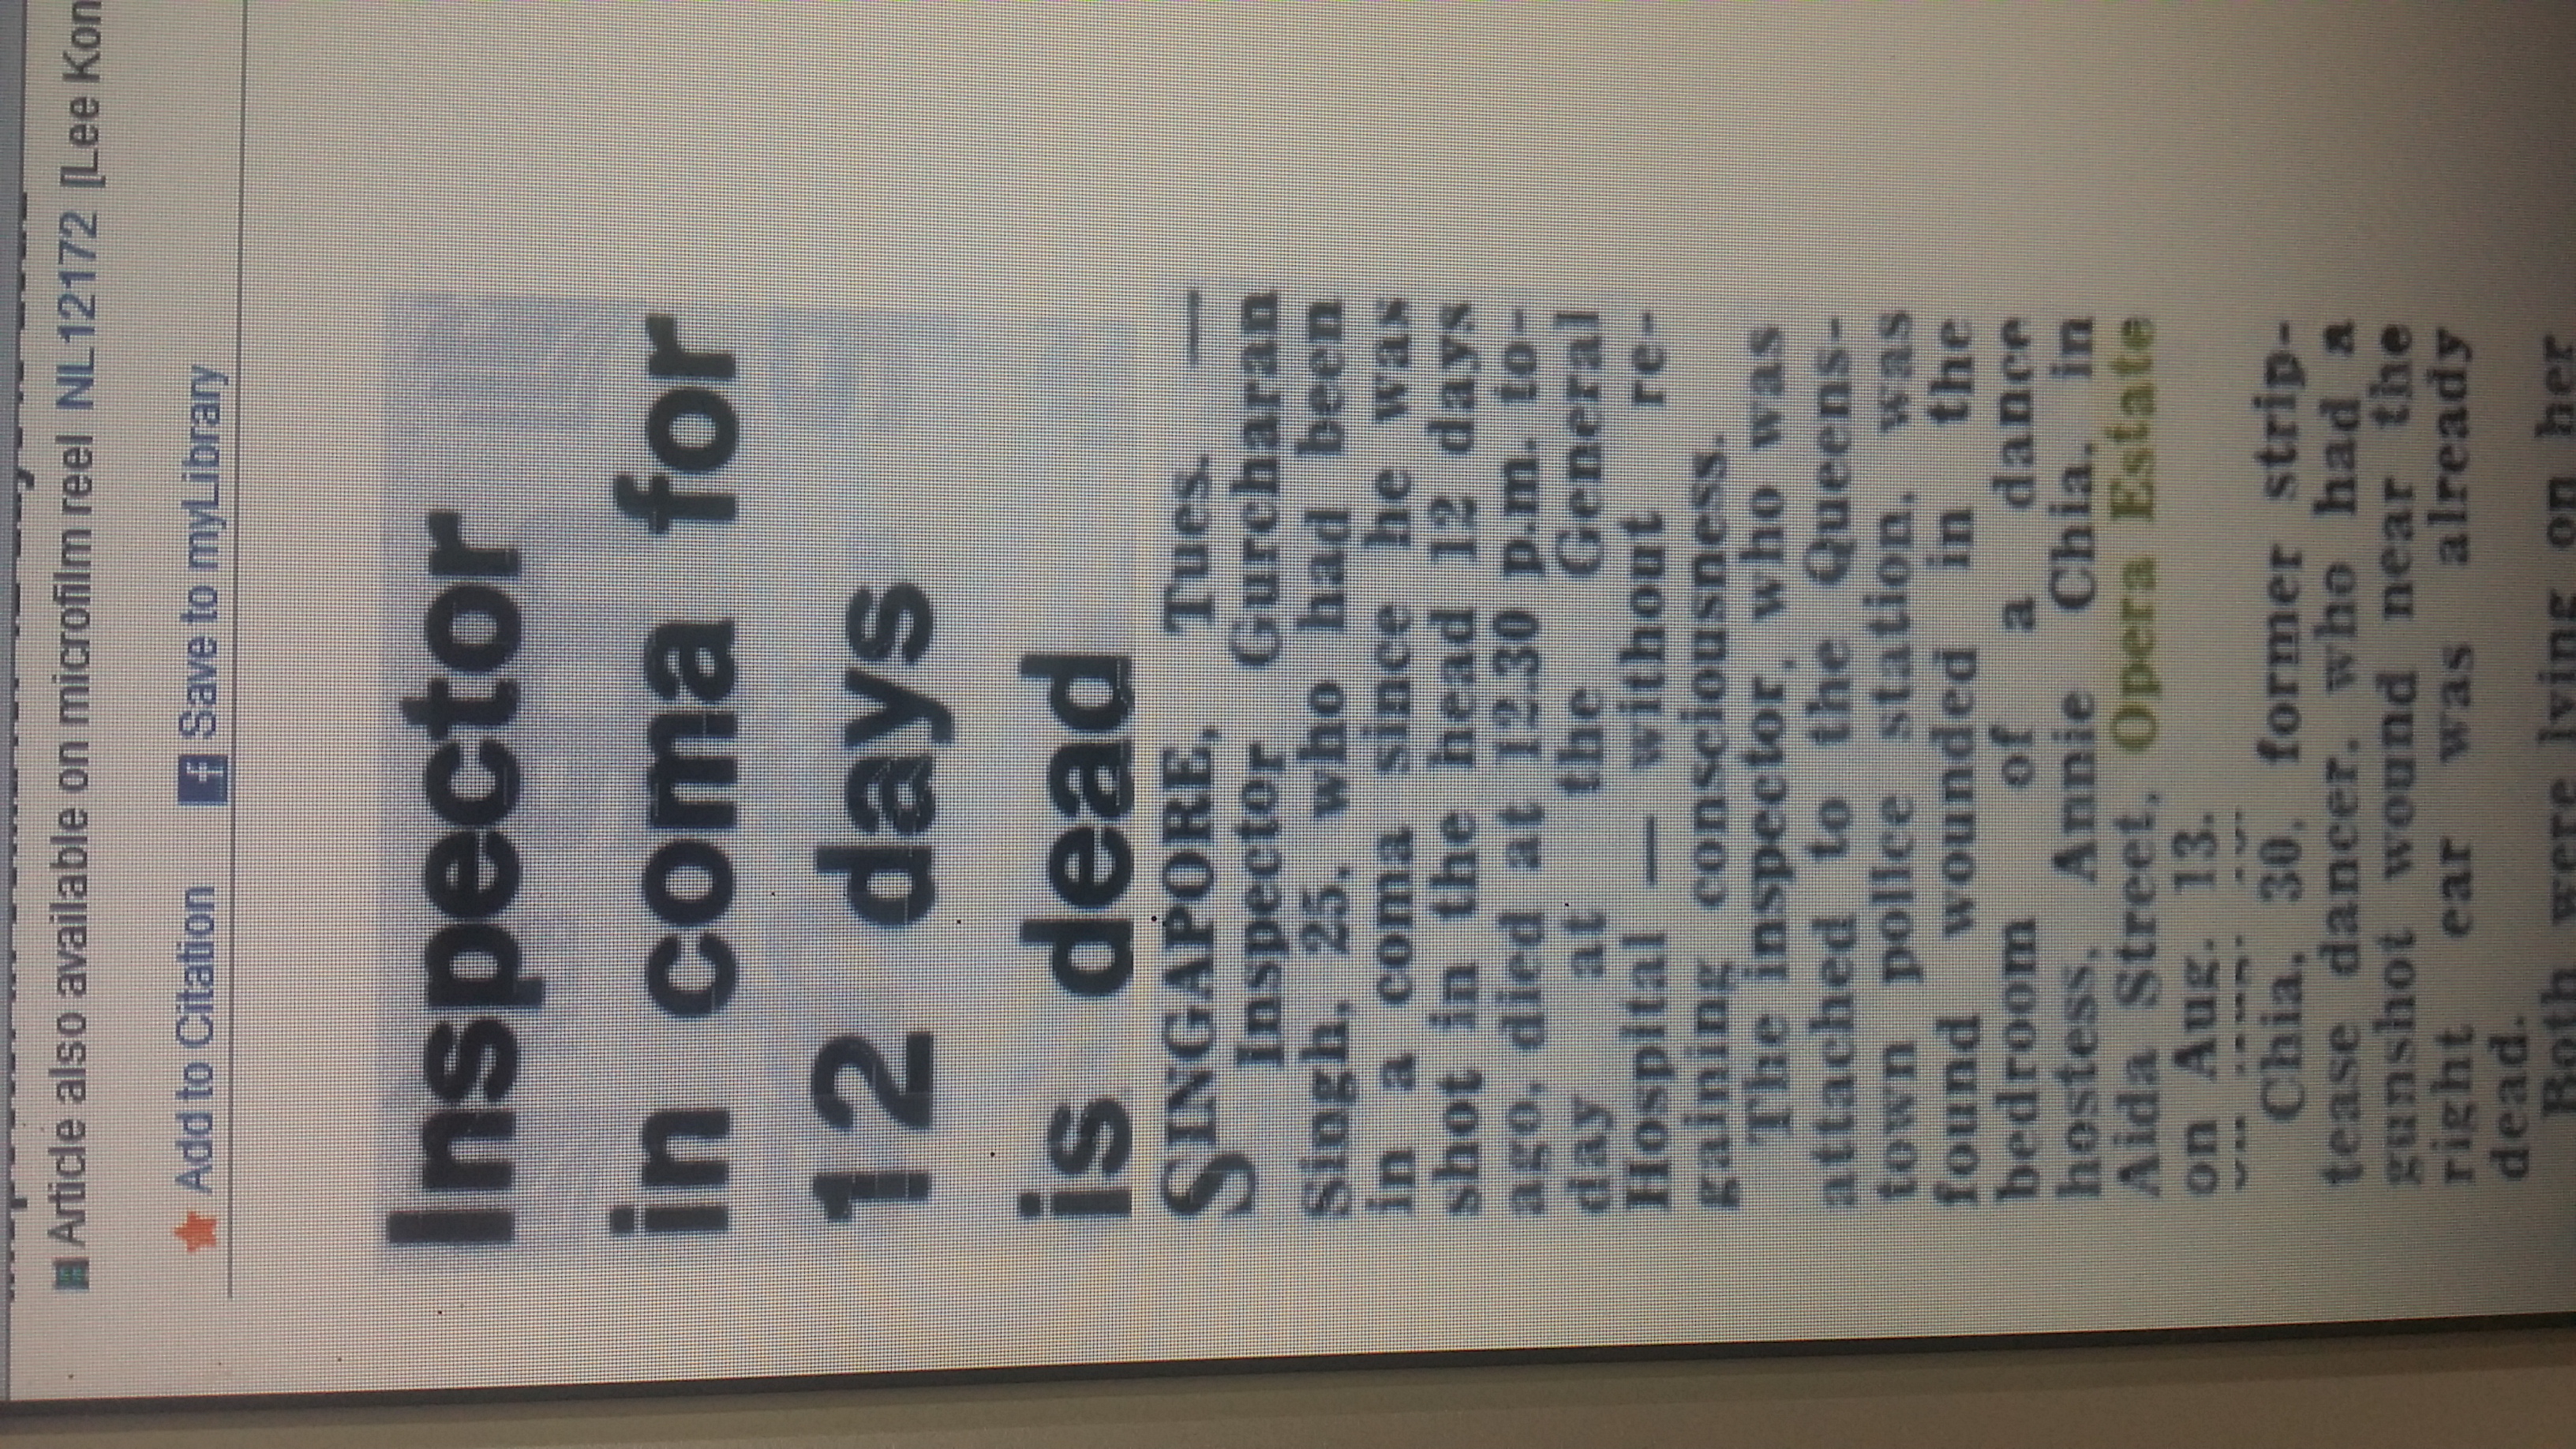 Article also available on microfilm reel NL12172 [Lee Kon
Add to Citation f Save to myLibrary
Inspector
in coma for
12 days
is dead
SINGAPORE, Tues. —
Inspector Gurcharan
Singh, 25, who had been
in a coma since he was
shot in the head 12 days
ago, died at 12.30 p.m. to-
day at the General
Hospital — without re-
gaining consciousness.
The inspector, who was
attached to the Queens-
town police station, was
found wounded in the
bedroom of a dance
hostess, Annie Chia, in
Aida Street, Opera Estate
on Aug. 13.
Chia, 30, former strip-
tease dancer, who had a
gunshot wound near the
right ear was already
dead.
Both were lying on her